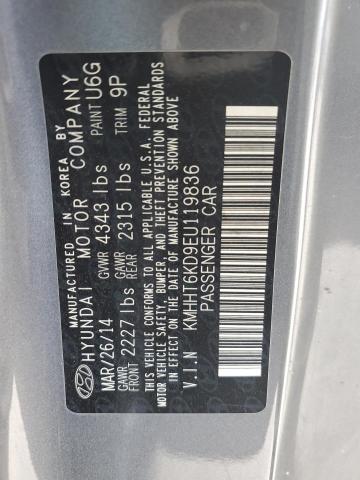 MANUFACTURED IN KOREA BY
HYUNDAI MOTOR COMPANY
MAR/26/14 GVWR 4343 lbs PAINT U6G
GAWR FRONT 2227 lbs GAWR REAR 2315 lbs TRIM 9P
THIS VEHICLE CONFORMS TO ALL APPLICABLE U.S.A. FEDERAL
MOTOR VEHICLE SAFETY, BUMPER, AND THEFT STANDARDS
IN EFFECT ON THE DATE OF MANUFACTURE SHOWN ABOVE.
V.I.N KMHHT6KD9EU119836
PASSENGER CAR